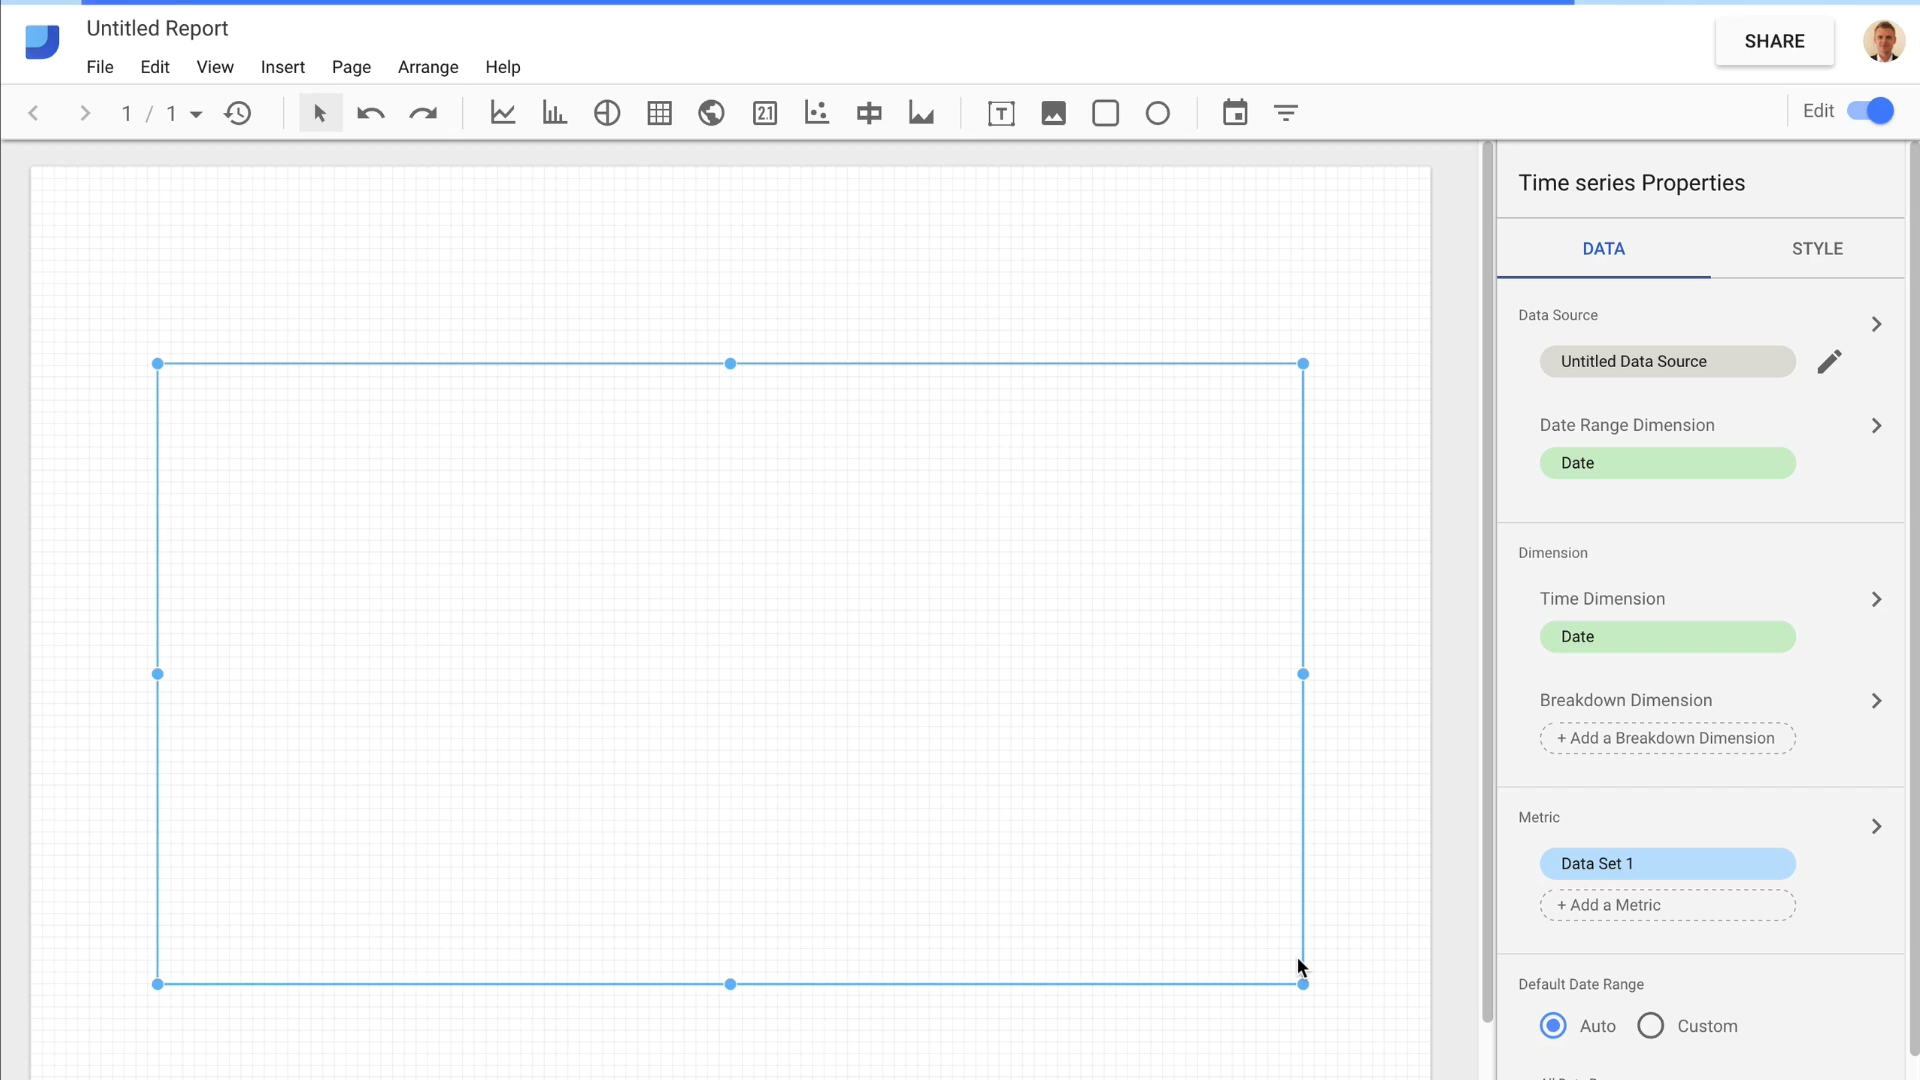 Untitled Report
File Edit View Insert Page Arrange Help
SHARE
1 / 1
2.1
T
Edit
Time series Properties
DATA STYLE
Data Source
Untitled Data Source
Date Range Dimension
Date
Dimension
Time Dimension
Date
Breakdown Dimension
+ Add a Breakdown Dimension
Metric
Data Set 1
+ Add a Metric
Default Date Range
Auto Custom